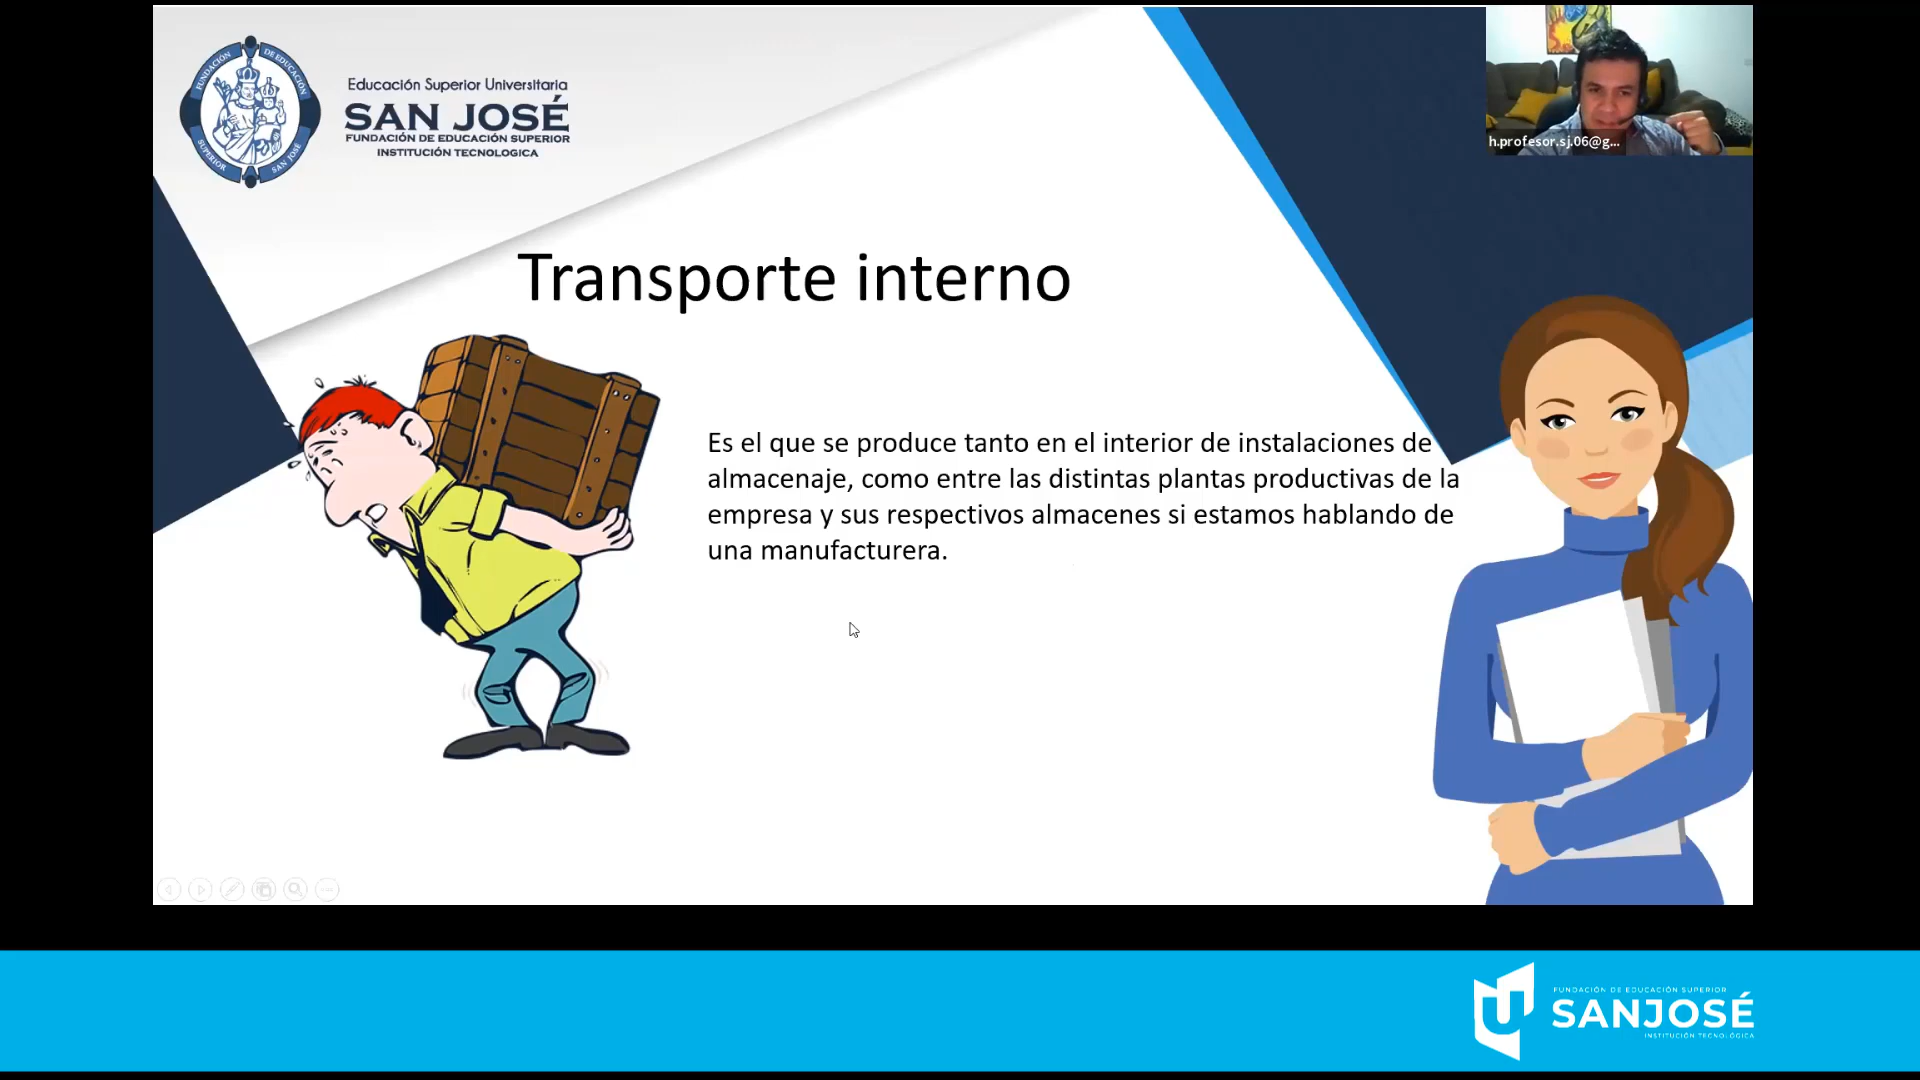 FUNDACIÓN DE EDUCACIÓN
SUPERIOR SAN JOSÉ
Educación Superior Universitaria
SAN JOSÉ
FUNDACIÓN DE EDUCACIÓN SUPERIOR
INSTITUCIÓN TECNOLOGICA
h.profesor.sj.06@g...
Transporte interno
Es el que se produce tanto en el interior de instalaciones de
almacenaje, como entre las distintas plantas productivas de la
empresa y sus respectivos almacenes si estamos hablando de
una manufacturera.
FUNDACIÓN DE EDUCACIÓN SUPERIOR
SANJOSÉ
INSTITUCIÓN TECNOLÓGICA